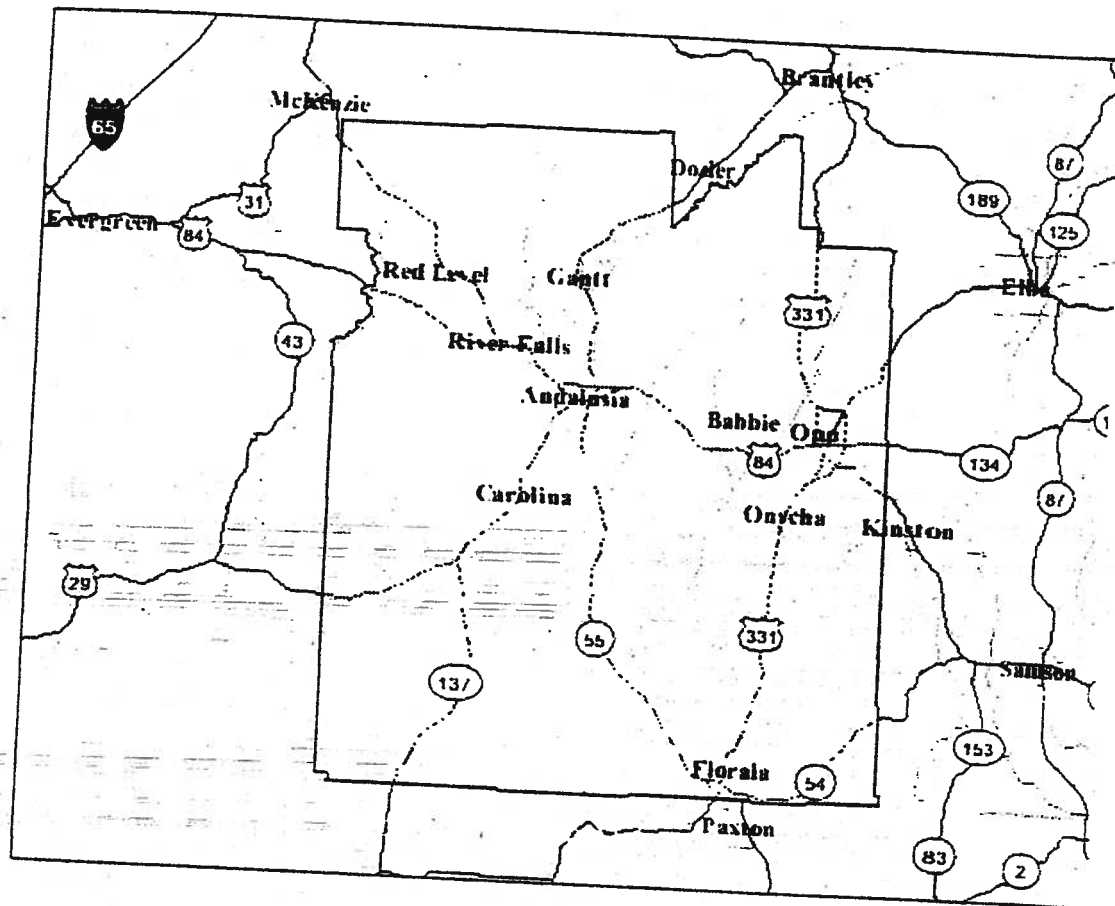 Brantley
McKenzie
65
87
Dozier
189
31
Evergreen
84
125
Red Level
Gantt
Elba
331
43
River Falls
Andalusia
Babbie
Opp
84
134
87
Carolina
Onycha
Kinston
29
55
331
137
Samson
153
Florala
54
Paxton
83
2